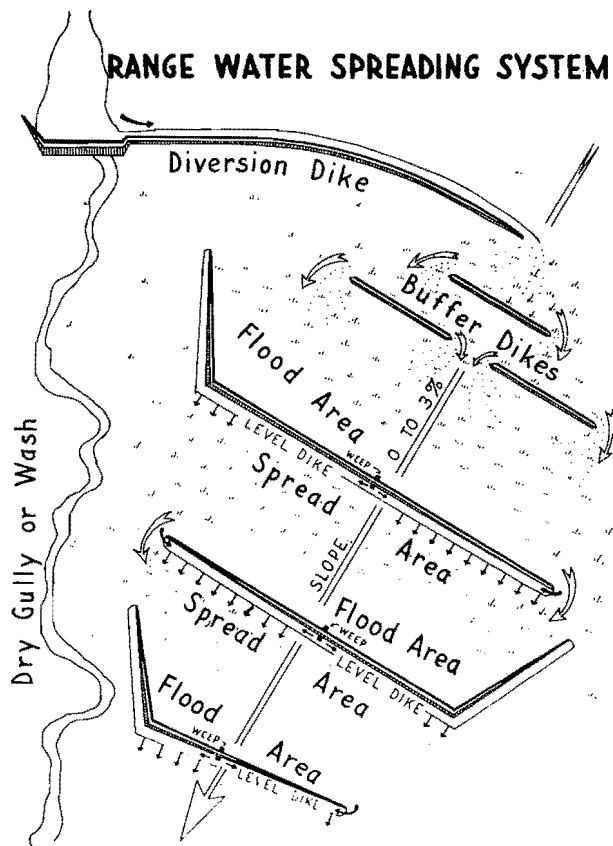 RANGE WATER SPREADING SYSTEM
Diversion Dike
Buffer Dikes
Flood Area
0 TO 3%
LEVEL DIKE
WEEP
Spread Area
SLOPE
Dry Gully or Wash
Flood Area
WEEP
Spread Area
LEVEL DIKE
Flood Area
WEEP
LEVEL DIKE